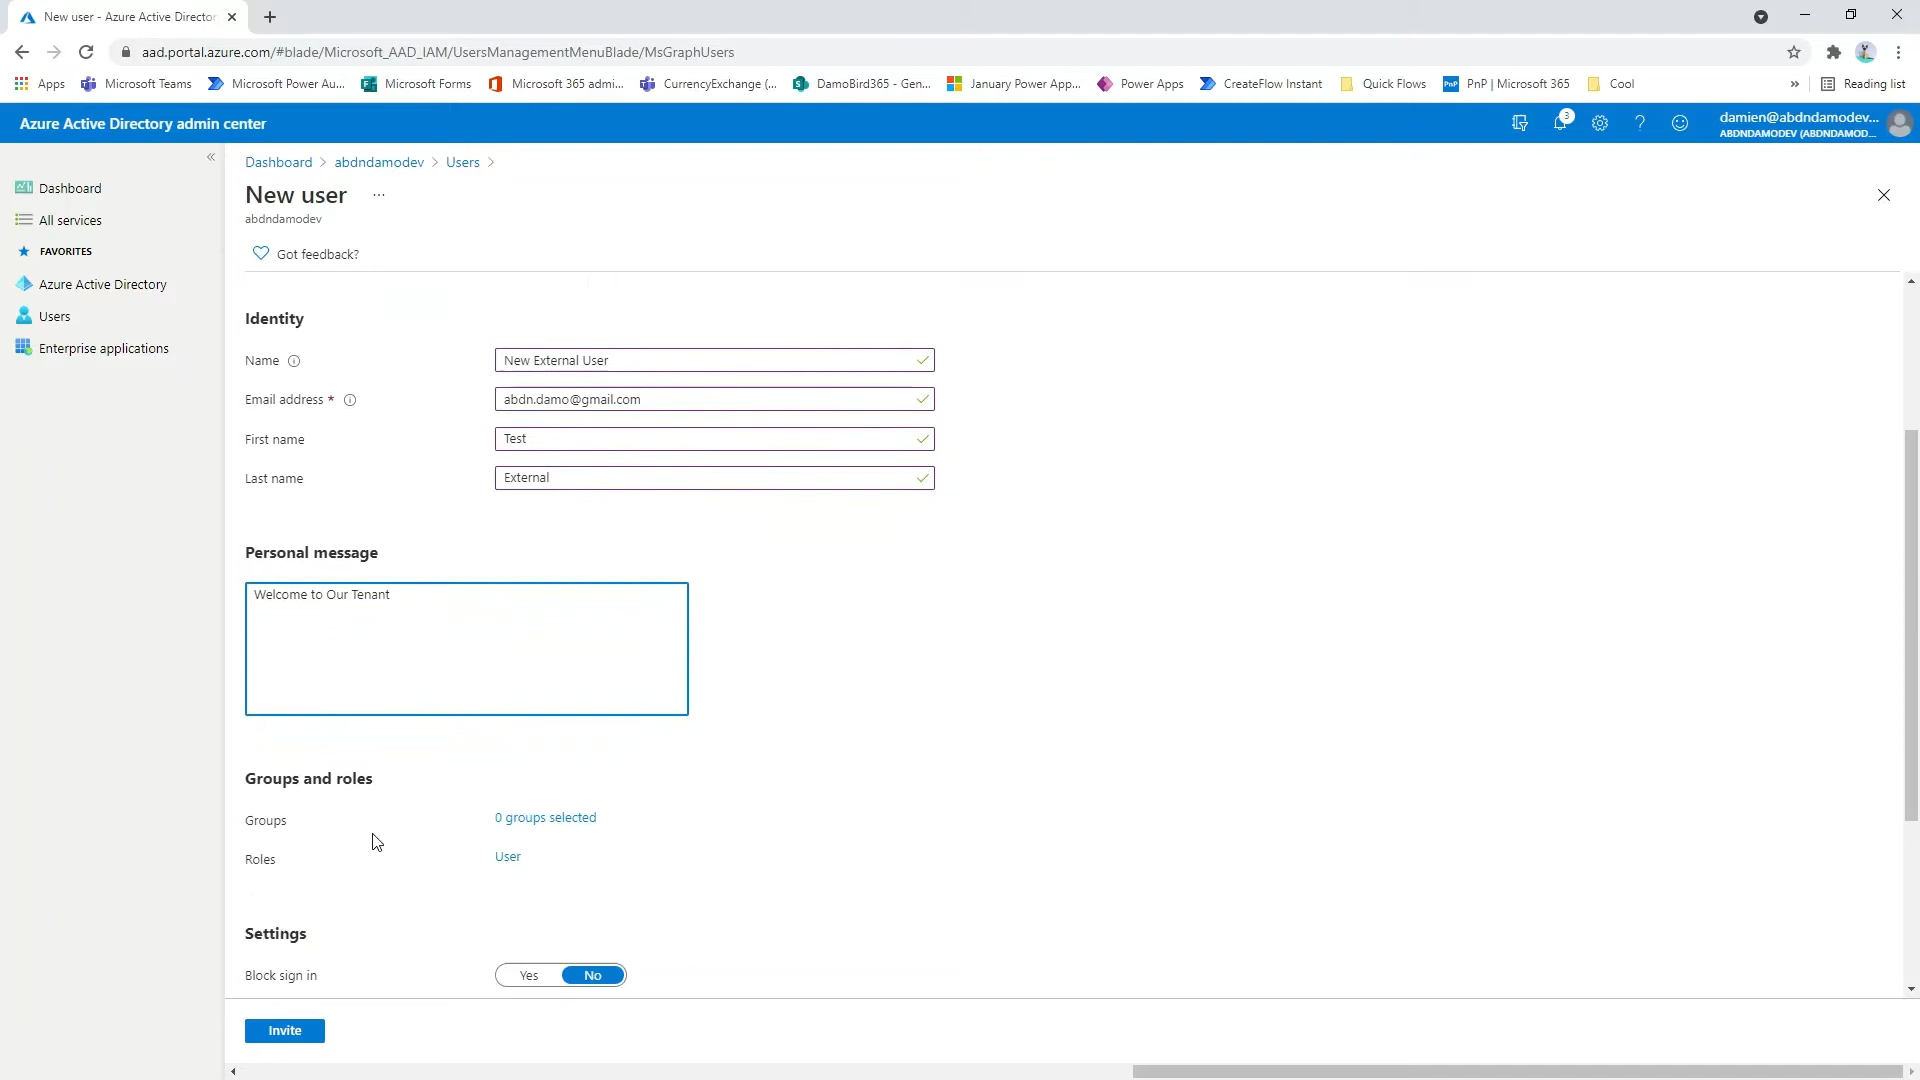 New user - Azure Active Director
aad.portal.azure.com/#blade/Microsoft_AAD_IAM/UsersManagementMenuBlade/MsGraphUsers
Apps
Microsoft Teams
Microsoft Power Au...
Microsoft Forms
Microsoft 365 admi...
CurrencyExchange (...
DamoBird365 - Gen...
January Power App...
Power Apps
CreateFlow Instant
Quick Flows
PnP
PnP | Microsoft 365
Cool
»
Reading list
Azure Active Directory admin center
3
damien@abdndamodev...
ABDNDAMODEV (ABDNDAMOD...
Dashboard
All services
FAVORITES
Azure Active Directory
Users
Enterprise applications
Dashboard > abdndamodev > Users >
New user ...
abdndamodev
Got feedback?
Identity
Name
New External User
Email address *
abdn.damo@gmail.com
First name
Test
Last name
External
Personal message
Welcome to Our Tenant
Groups and roles
Groups
0 groups selected
Roles
User
Settings
Block sign in
Yes No
Invite